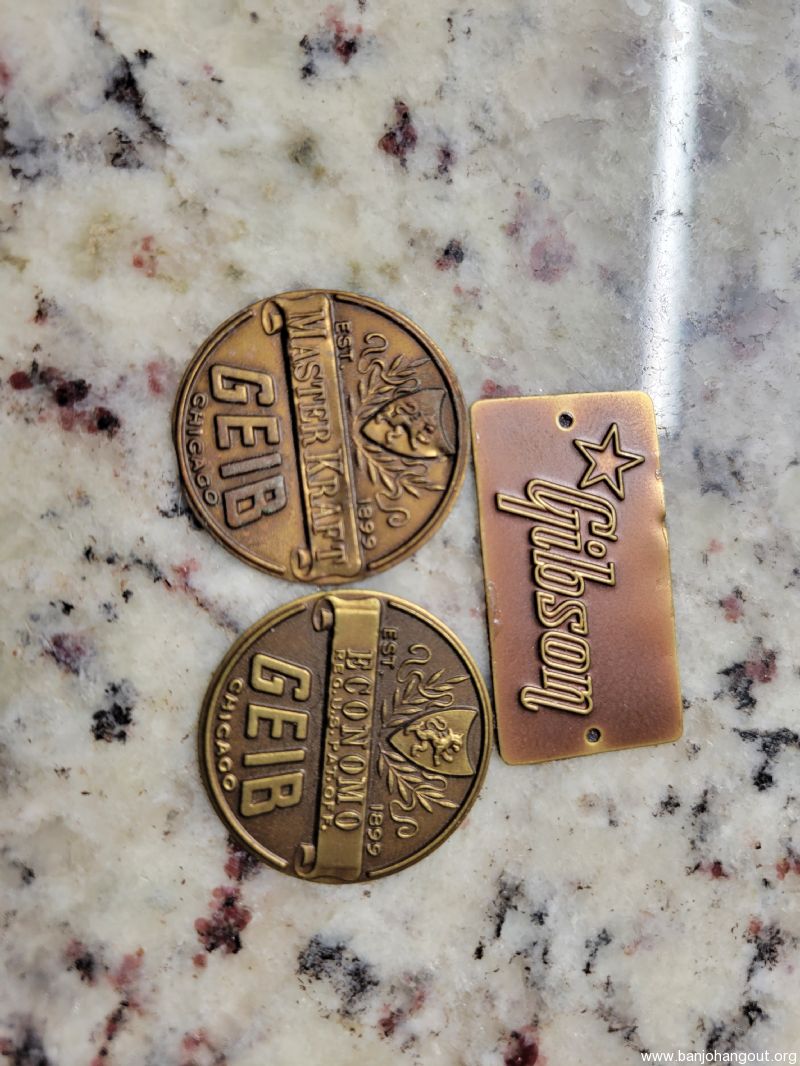 EST. 1899
MASTER KRAFT
GEIB
CHICAGO
EST. 1899
ECONOMO
REG.U.S.PAT.OFF.
GEIB
CHICAGO
Gibson
www.banjohangout.org